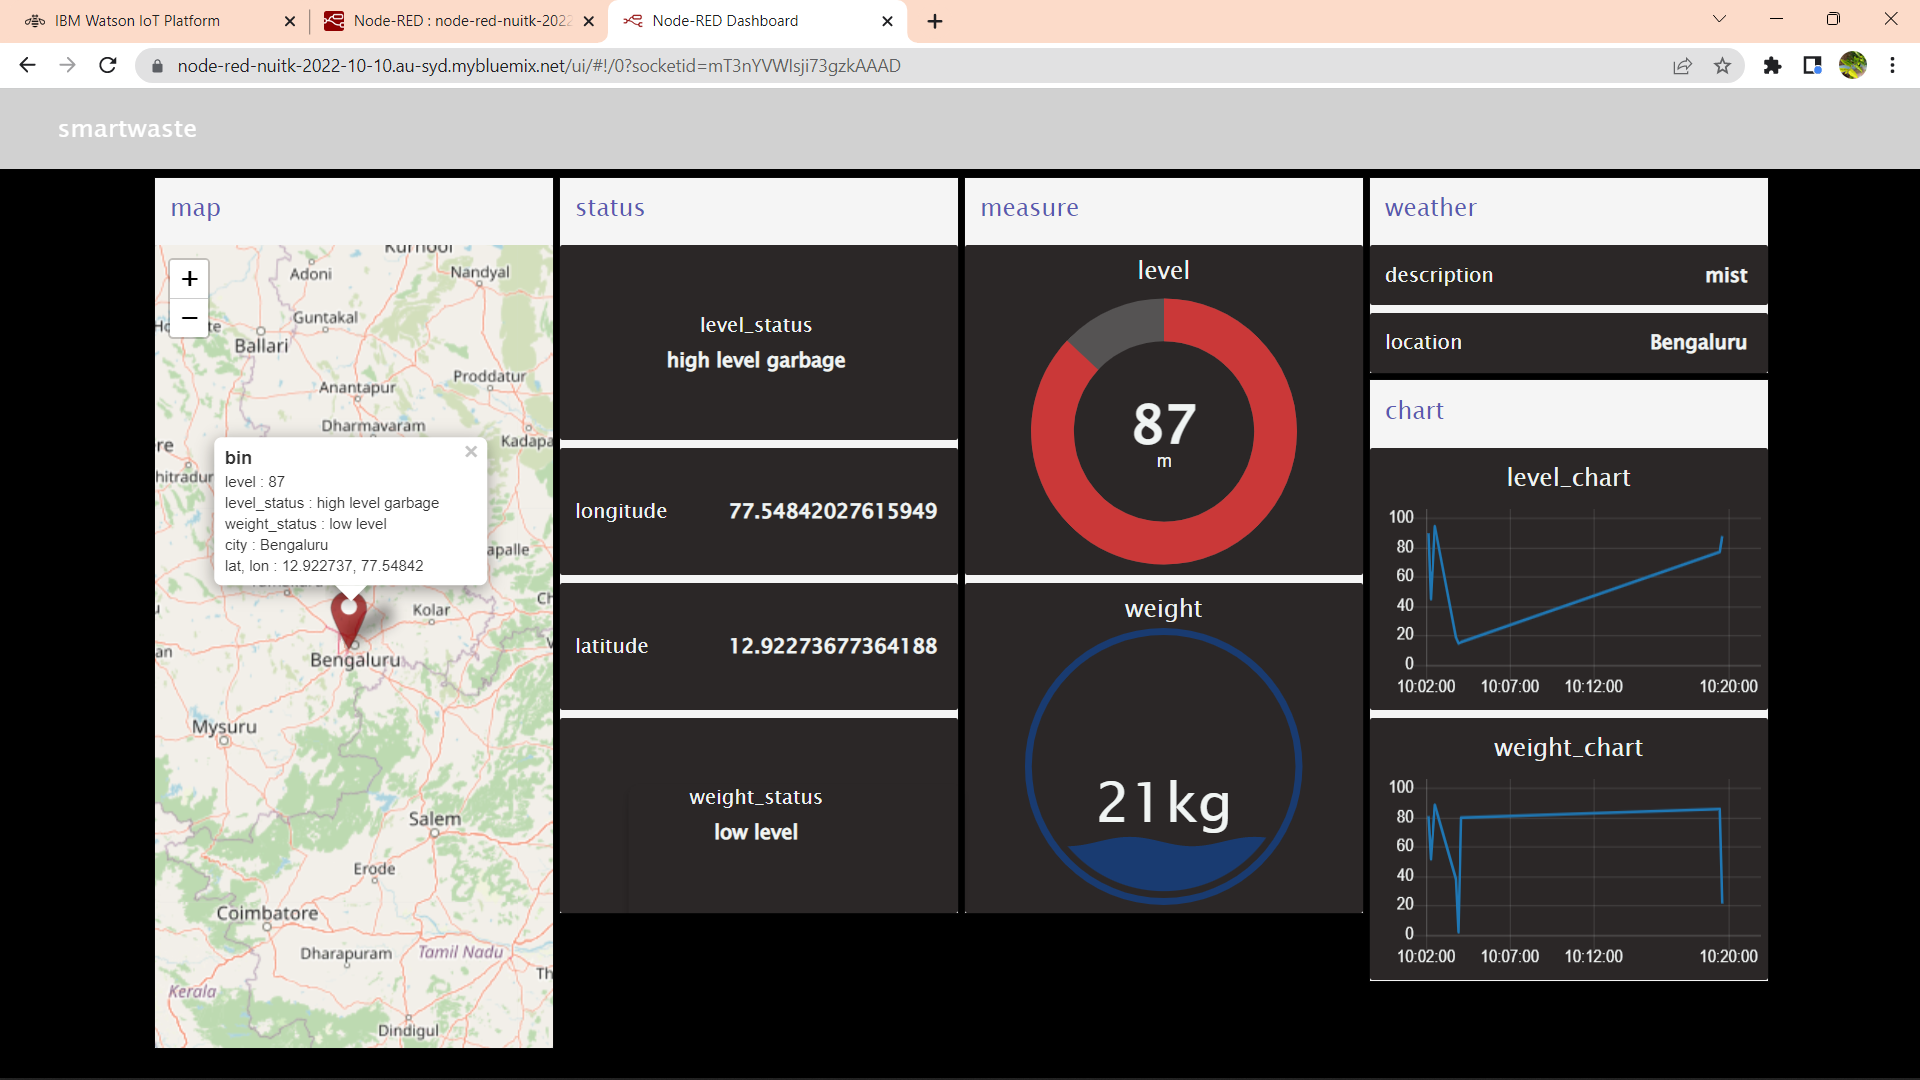 IBM Watson IoT Platform
Node-RED : node-red-nuitk-2022
Node-RED Dashboard
node-red-nuitk-2022-10-10.au-syd.mybluemix.net/ui/#!/0?socketid=mT3nYVWIsji73gzkAAAD
smartwaste
map
+
−
Kurnool
Adoni
Nandyal
Guntakal
Ballari
Proddatur
Anantapur
Dharmavaram
Kadapa
bin
×
level : 87
level_status : high level garbage
weight_status : low level
city : Bengaluru
lat, lon : 12.922737, 77.54842
Kolar
Bengaluru
Mysuru
Salem
Erode
Coimbatore
Dharapuram
Tamil Nadu
Kerala
Dindigul
status
level_status
high level garbage
longitude 77.54842027615949
latitude 12.92273677364188
weight_status
low level
measure
level
87
m
weight
21kg
weather
description mist
location Bengaluru
chart
level_chart
100
80
60
40
20
0
10:02:00 10:07:00 10:12:00 10:20:00
weight_chart
100
80
60
40
20
0
10:02:00 10:07:00 10:12:00 10:20:00